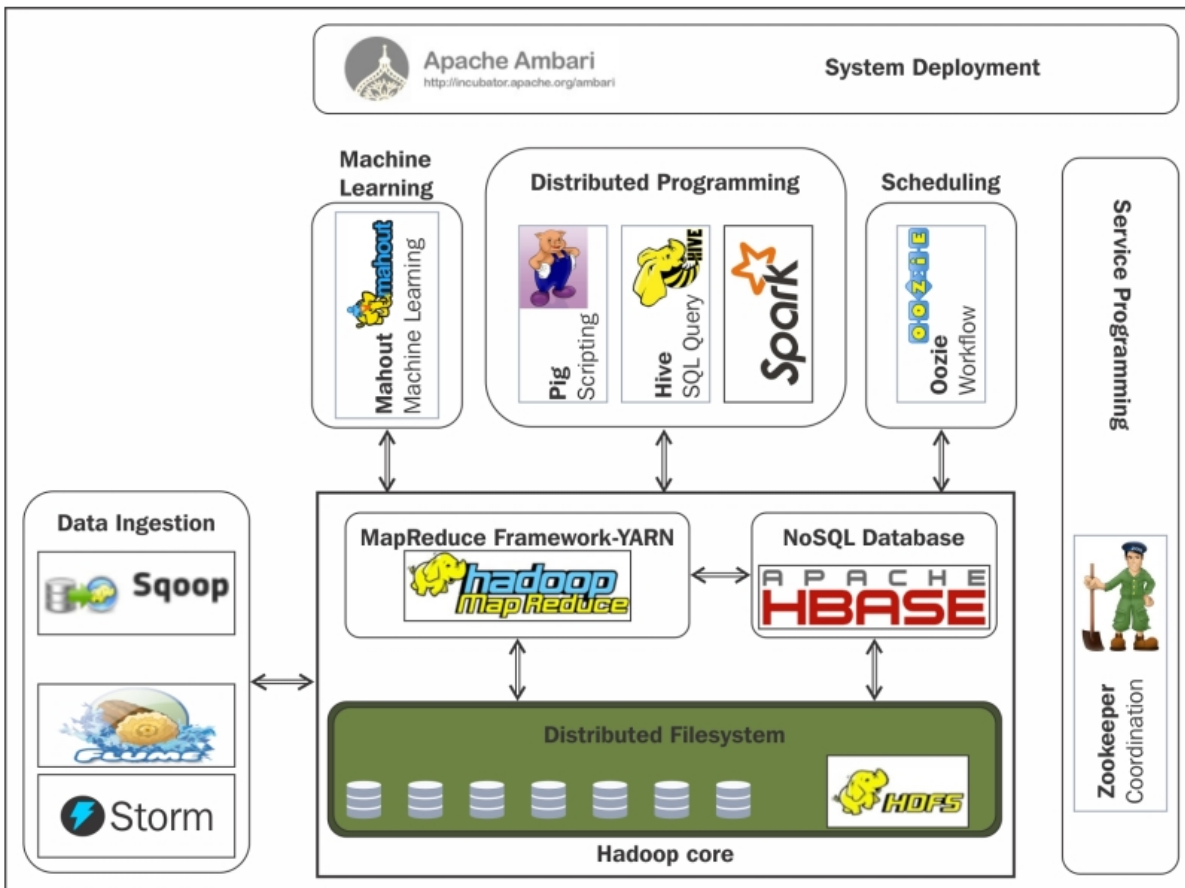 Apache Ambari
http://incubator.apache.org/ambari
System Deployment
Machine
Learning
mahout
Mahout
Machine Learning
Distributed Programming
Pig
Scripting
HIVE
Hive
SQL Query
Spark
Scheduling
OOZIE
Oozie
Workflow
Service Programming
Zookeeper
Coordination
Data Ingestion
Sqoop
FLUME
Storm
MapReduce Framework-YARN
hadoop
Map Reduce
NoSQL Database
APACHE
HBASE
Distributed Filesystem
HDFS
Hadoop core